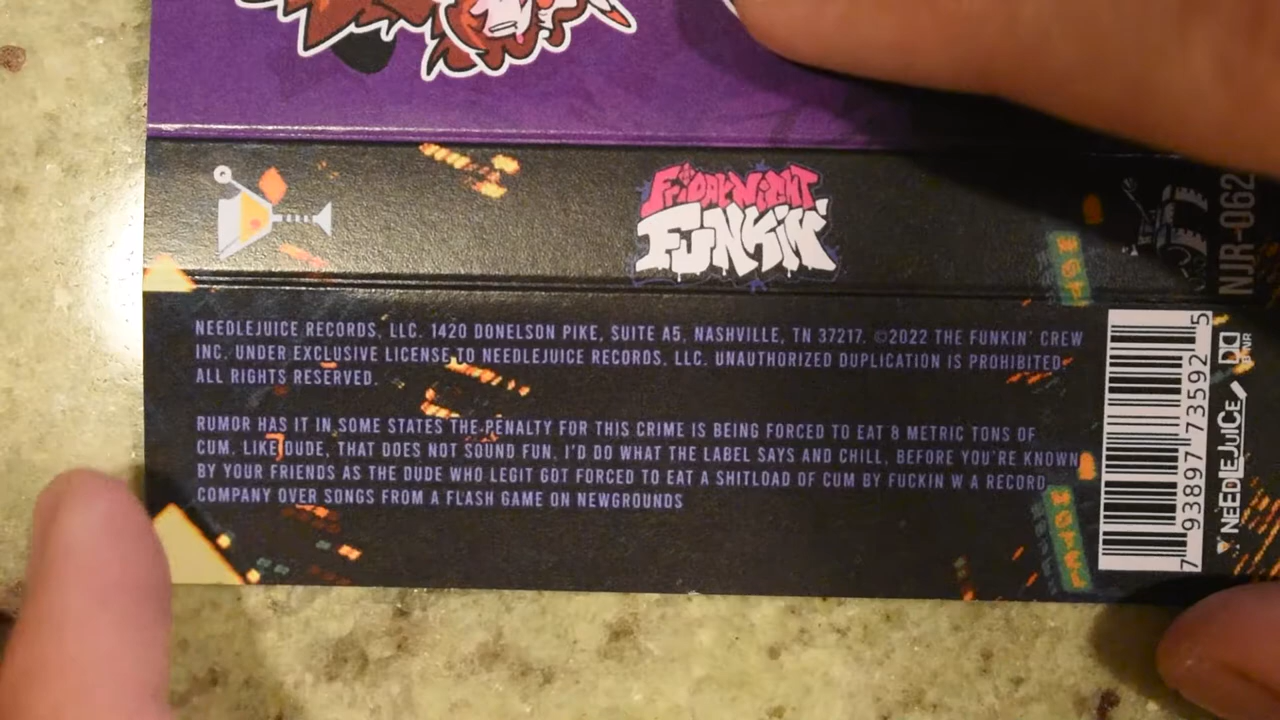 FRIDAY NIGHT
FUNKIN'
NEEDLEJUICE RECORDS, LLC. 1420 DONELSON PIKE, SUITE A5, NASHVILLE, TN 37217. ©2022 THE FUNKIN' CREW
INC. UNDER EXCLUSIVE LICENSE TO NEEDLEJUICE RECORDS, LLC. UNAUTHORIZED DUPLICATION IS PROHIBITED.
ALL RIGHTS RESERVED.
RUMOR HAS IT IN SOME STATES THE PENALTY FOR THIS CRIME IS BEING FORCED TO EAT 8 METRIC TONS OF
CUM. LIKE DUDE, THAT DOES NOT SOUND FUN. I'D DO WHAT THE LABEL SAYS AND CHILL, BEFORE YOU'RE KNOWN
BY YOUR FRIENDS AS THE DUDE WHO LEGIT GOT FORCED TO EAT A SHITLOAD OF CUM BY FUCKIN W A RECORD
COMPANY OVER SONGS FROM A FLASH GAME ON NEWGROUNDS
HOT
HOTEL
NJR-062
7 93897 73592 5
NEEDLEJUICE